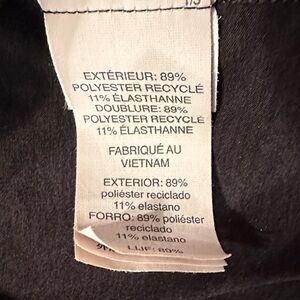 EXTÉRIEUR: 89%
POLYESTER RECYCLÉ
11% ÉLASTHANNE
DOUBLURE: 89%
POLYESTER RECYCLÉ
11% ÉLASTHANNE
FABRIQUÉ AU
VIETNAM
EXTERIOR: 89%
poliéster reciclado
11% elastano
FORRO: 89% poliéster
reciclado
11% elastano